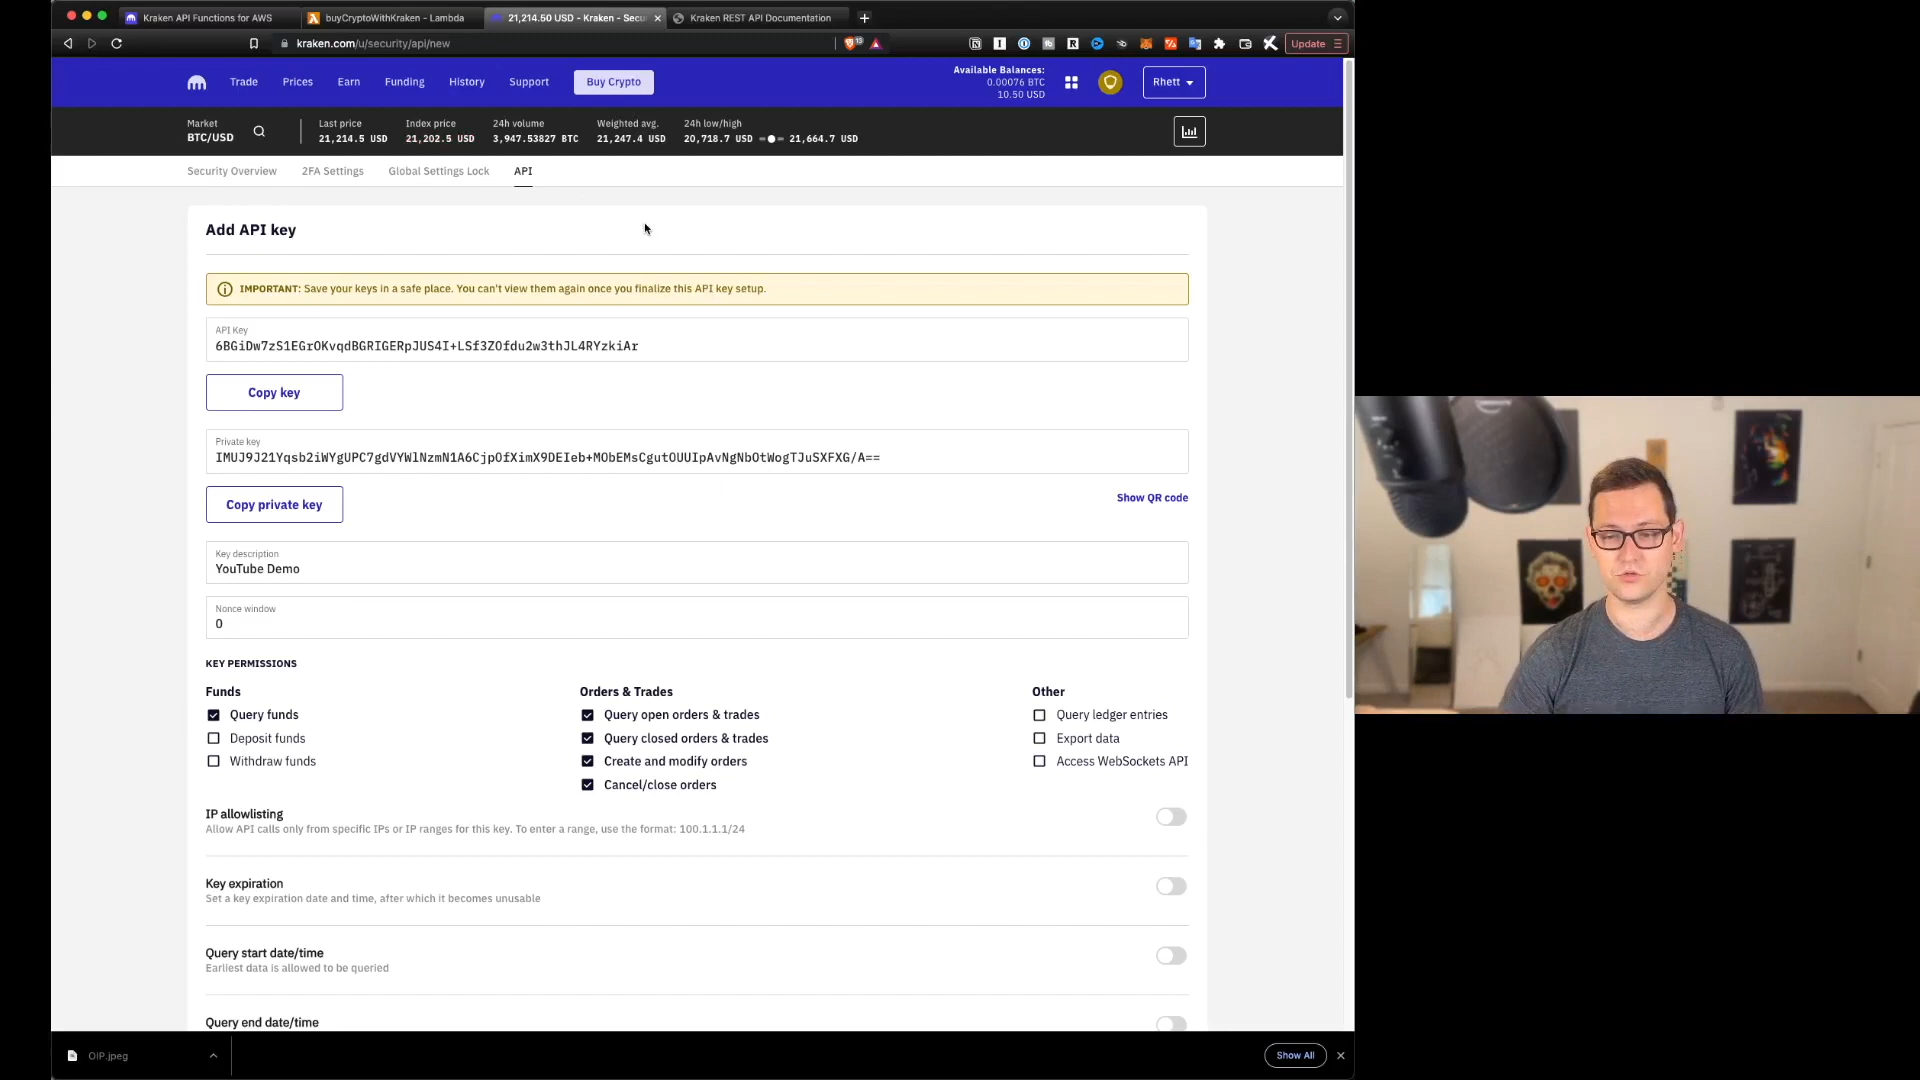 Kraken API Functions for AWS
buyCryptoWithKraken - Lambda
21,214.50 USD - Kraken - Secu
Kraken REST API Documentation
kraken.com/u/security/api/new
Update
Trade
Prices
Earn
Funding
History
Support
Buy Crypto
Available Balances:
0.00076 BTC
10.50 USD
Rhett
Market
BTC/USD
Last price
21,214.5 USD
Index price
21,202.5 USD
24h volume
3,947.53827 BTC
Weighted avg.
21,247.4 USD
24h low/high
20,718.7 USD
21,664.7 USD
Security Overview
2FA Settings
Global Settings Lock
API
Add API key
IMPORTANT: Save your keys in a safe place. You can't view them again once you finalize this API key setup.
API Key
6BGiDw7zS1EGrOKvqdBGRIGERpJUS4I+LSf3ZOfdu2w3thJL4RYzkiAr
Copy key
Private key
IMUJ9J21Yqsb2iWYgUPC7gdVYWlNzmN1A6CjpOfXimX9DEIeb+MObEMsCgutOUUIpAvNgNbOtWogTJuSXFXG/A==
Copy private key
Show QR code
Key description
YouTube Demo
Nonce window
0
KEY PERMISSIONS
Funds
Query funds
Deposit funds
Withdraw funds
Orders & Trades
Query open orders & trades
Query closed orders & trades
Create and modify orders
Cancel/close orders
Other
Query ledger entries
Export data
Access WebSockets API
IP allowlisting
Allow API calls only from specific IPs or IP ranges for this key. To enter a range, use the format: 100.1.1.1/24
Key expiration
Set a key expiration date and time, after which it becomes unusable
Query start date/time
Earliest data is allowed to be queried
Query end date/time
OIP.jpeg
Show All